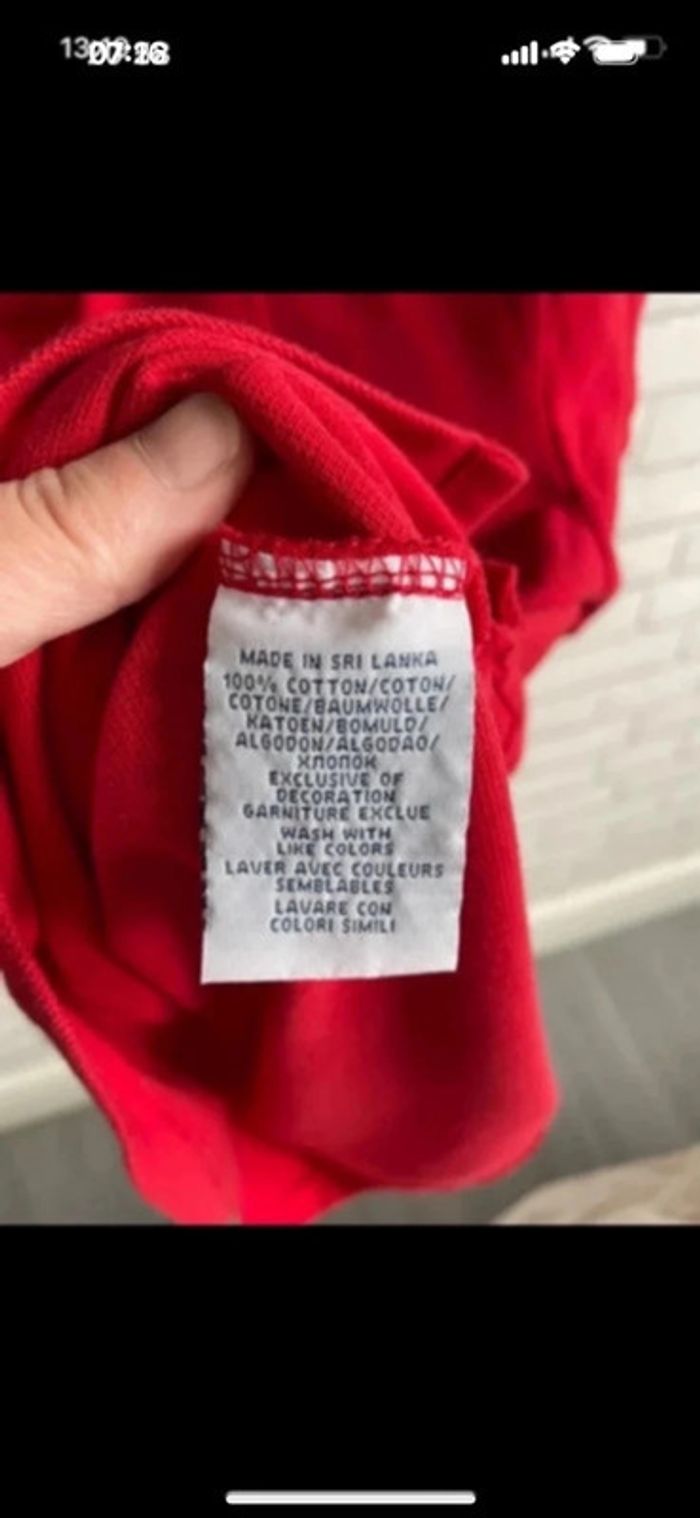 MADE IN SRI LANKA
100% COTTON/COTON/
COTONE/BAUMWOLLE/
KATOEN/BOMULD/
ALGODON/ALGODAO/
ХЛОПОК
EXCLUSIVE OF
DECORATION
GARNITURE EXCLUE
WASH WITH
LIKE COLORS
LAVER AVEC COULEURS
SEMBLABLES
LAVARE CON
COLORI SIMILI